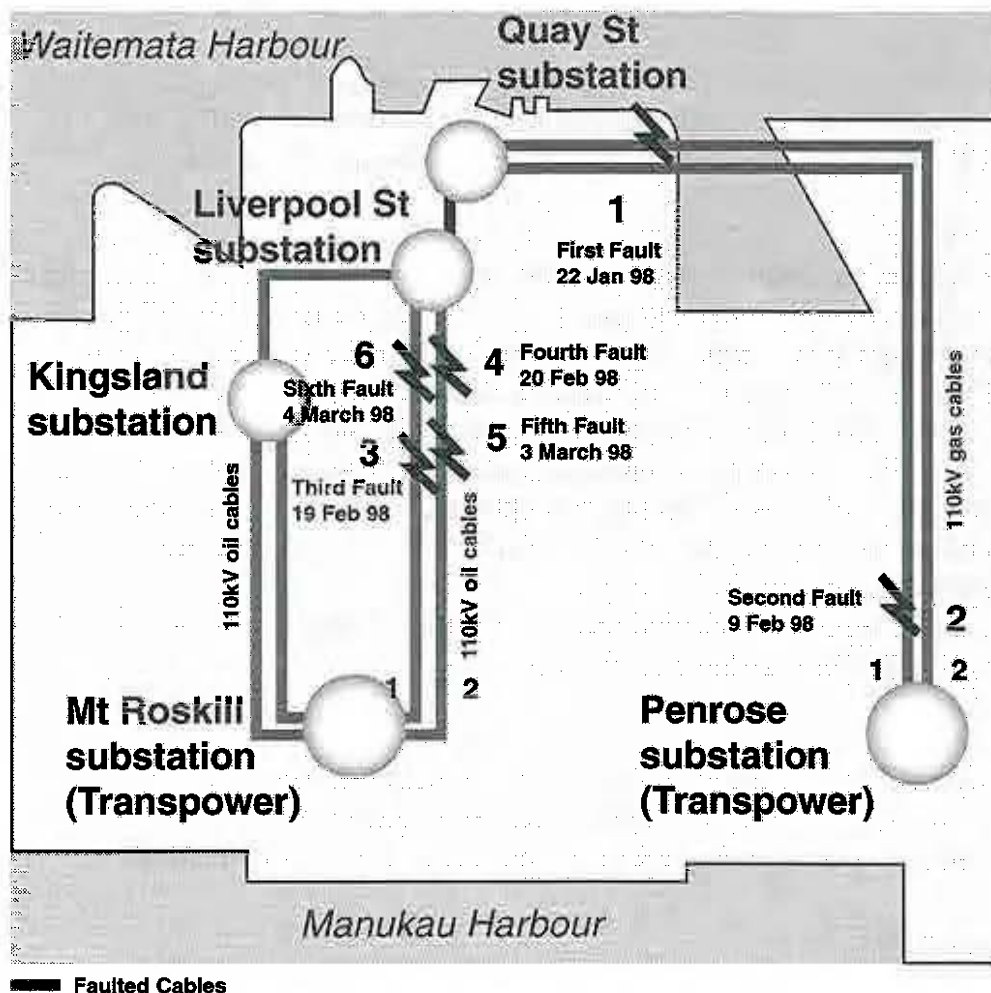 Waitemata Harbour
Quay St
substation
Liverpool St
substation
1
First Fault
22 Jan 98
Kingsland
substation
6
Sixth Fault
4 March 98
4
Fourth Fault
20 Feb 98
5
Fifth Fault
3 March 98
3
Third Fault
19 Feb 98
110kV oil cables
110kV oil cables
110kV gas cables
Second Fault
9 Feb 98
2
1
2
1
2
Mt Roskill
substation
(Transpower)
Penrose
substation
(Transpower)
Manukau Harbour
Faulted Cables